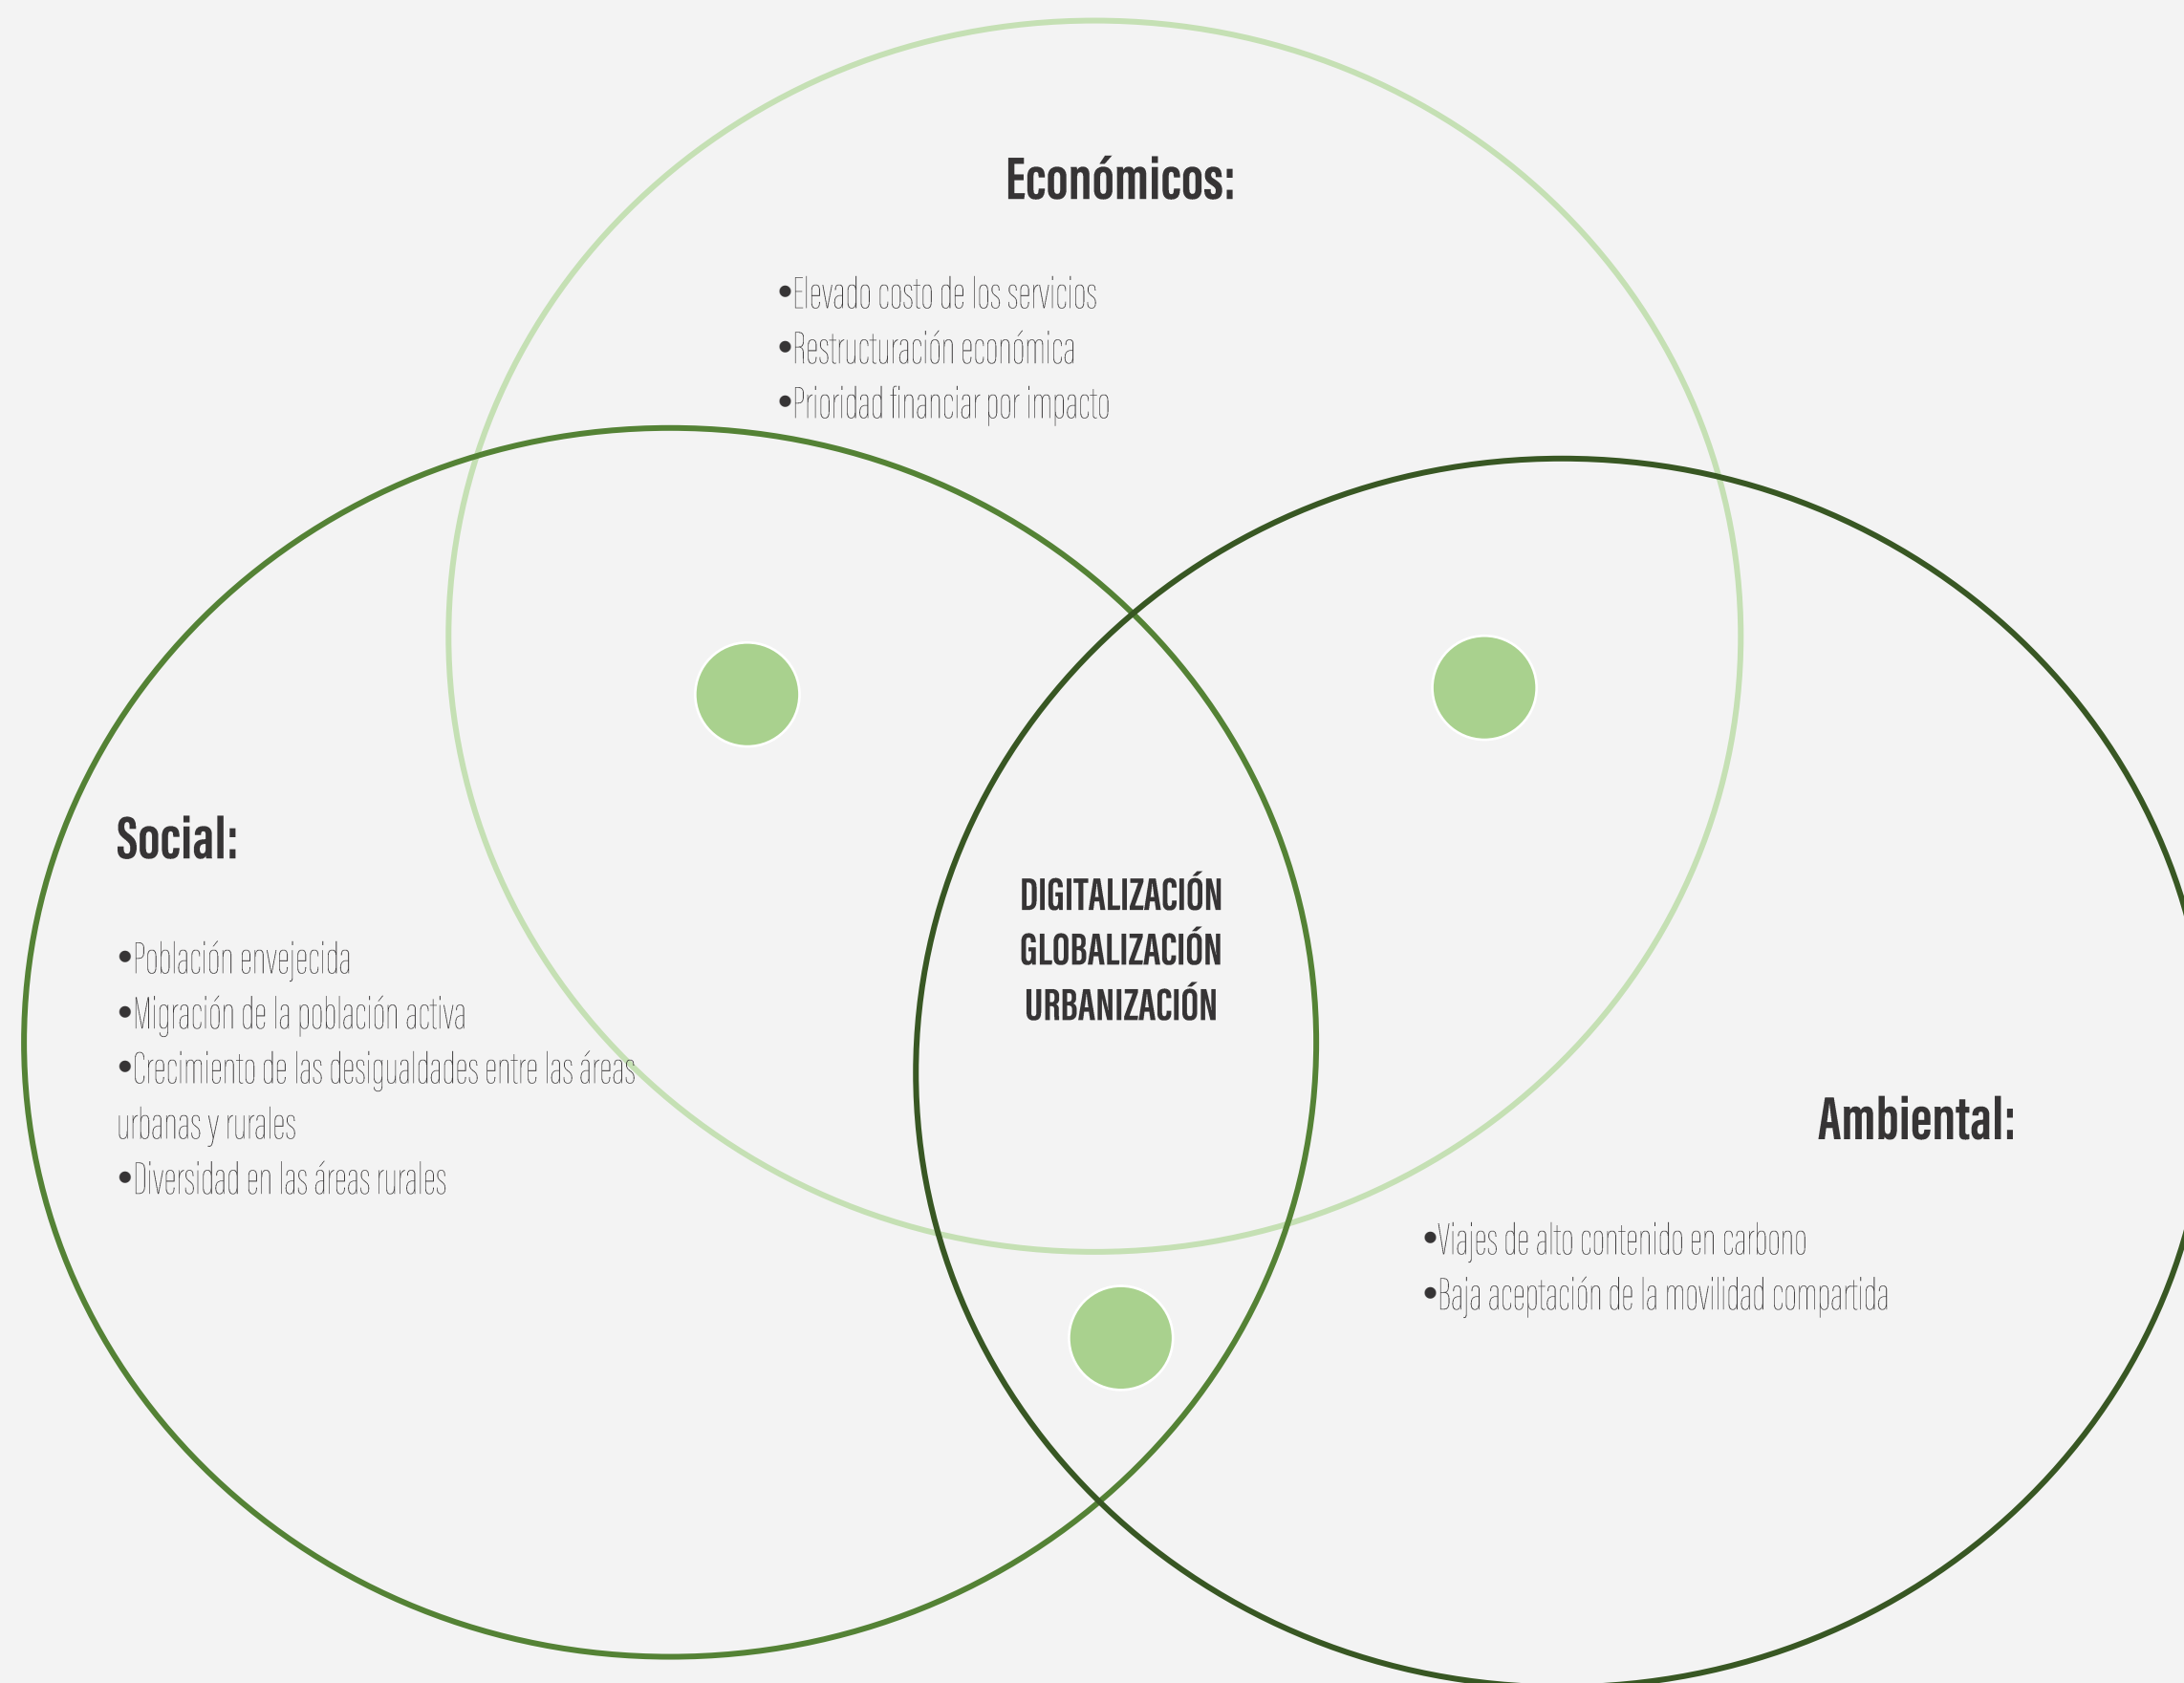 Económicos:
•Elevado costo de los servicios
•Restructuración económica
•Prioridad financiar por impacto
Social:
•Población envejecida
•Migración de la población activa
•Crecimiento de las desigualdades entre las áreas
urbanas y rurales
•Diversidad en las áreas rurales
DIGITALIZACIÓN
GLOBALIZACIÓN
URBANIZACIÓN
Ambiental:
•Viajes de alto contenido en carbono
•Baja aceptación de la movilidad compartida